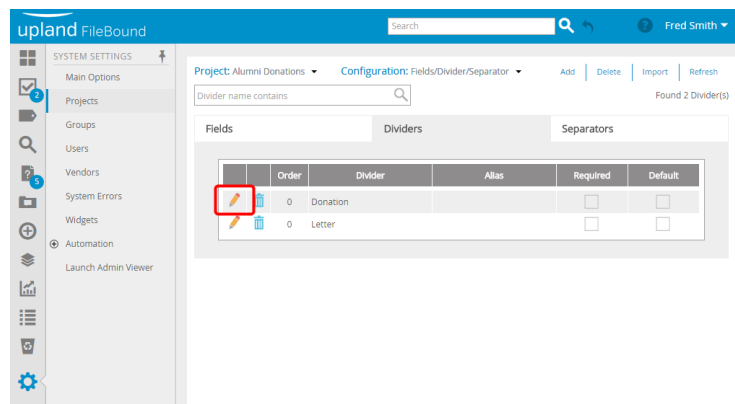 upland FileBound
Search
?
Fred Smith
SYSTEM SETTINGS
Main Options
Projects
Groups
Users
Vendors
System Errors
Widgets
Automation
Launch Admin Viewer
2
?
5
Project: Alumni Donations
Configuration: Fields/Divider/Separator
Add
Delete
Import
Refresh
Divider name contains
Found 2 Divider(s)
Fields
Dividers
Separators
Order Divider Alias Required Default
0 Donation
0 Letter